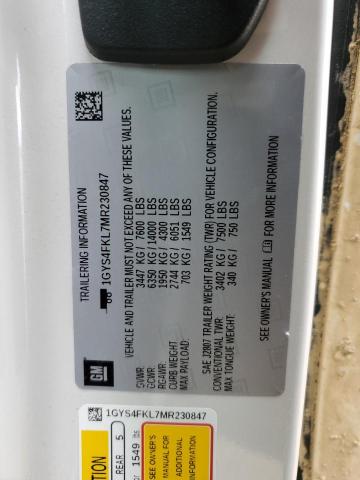 TRAILERING INFORMATION
1GYS4FKL7MR230847
VEHICLE AND TRAILER MUST NOT EXCEED ANY OF THESE VALUES.
GVWR: 3447 KG / 7600 LBS
GCWR: 6350 KG / 14000 LBS
RGAWR: 1950 KG / 4300 LBS
CURB WEIGHT 2744 KG / 6051 LBS
MAX PAYLOAD: 703 KG / 1549 LBS
SAE J2807 TRAILER WEIGHT RATING (TWR) FOR VEHICLE CONFIGURATION.
CONVENTIONAL TWR: 3402 KG / 7500 LBS
MAX TONGUE WEIGHT: 340 KG / 750 LBS
SEE OWNER'S MANUAL FOR MORE INFORMATION
GM
1GYS4FKL7MR230847
REAR 5
1549 lbs
SEE OWNER'S
MANUAL FOR
ADDITIONAL